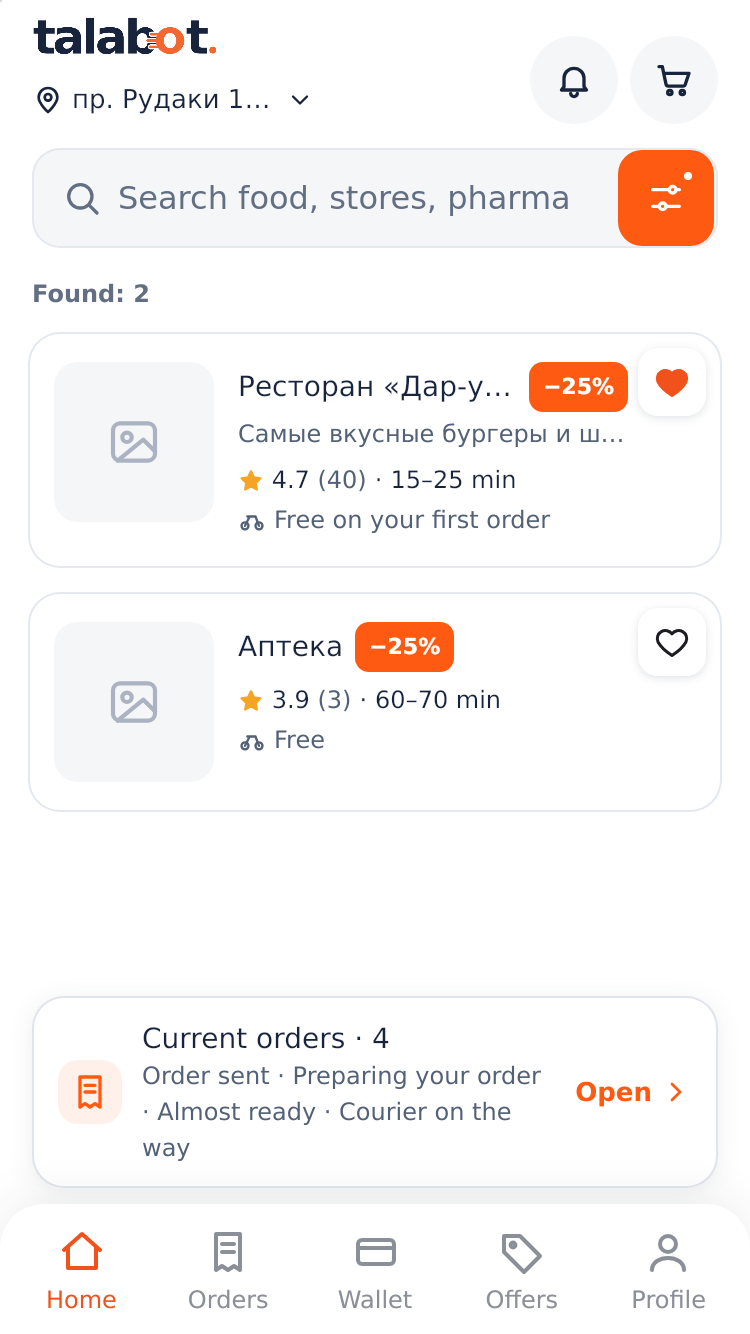 talabot.
пр. Рудаки 1...
Search food, stores, pharma
Found: 2
Ресторан «Дар-у... −25%
Самые вкусные бургеры и ш...
4.7 (40) · 15–25 min
Free on your first order
Аптека −25%
3.9 (3) · 60–70 min
Free
Current orders · 4
Order sent · Preparing your order
· Almost ready · Courier on the
way
Open
Home Orders Wallet Offers Profile